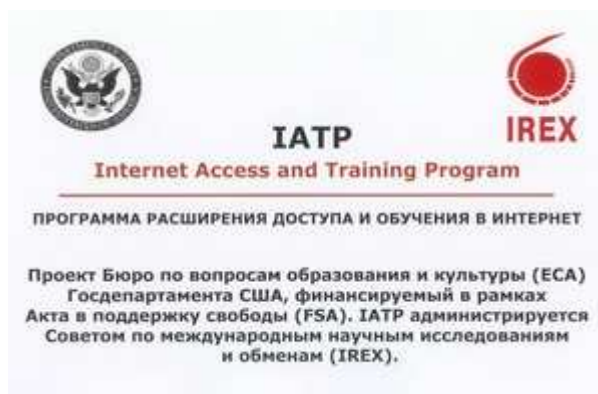 IREX
IATP
Internet Access and Training Program
ПРОГРАММА РАСШИРЕНИЯ ДОСТУПА И ОБУЧЕНИЯ В ИНТЕРНЕТ
Проект Бюро по вопросам образования и культуры (ECA)
Госдепартамента США, финансируемый в рамках
Акта в поддержку свободы (FSA). IATP администрируется
Советом по международным научным исследованиям
и обменам (IREX).